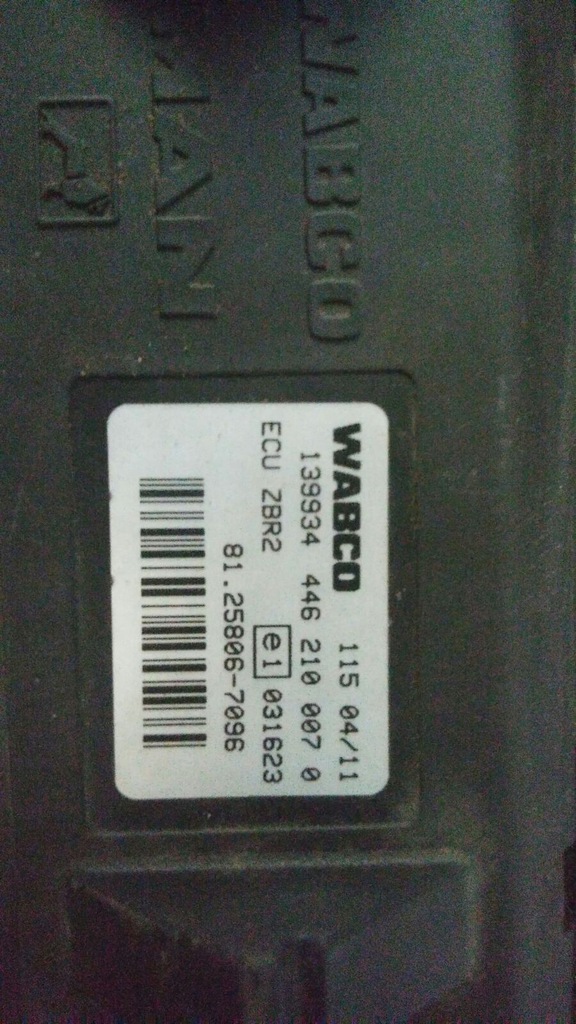 WABCO
MAN
WABCO 115 04/11
139934 446 210 007 0
ECU ZBR2 e1 031623
81.25806-7096